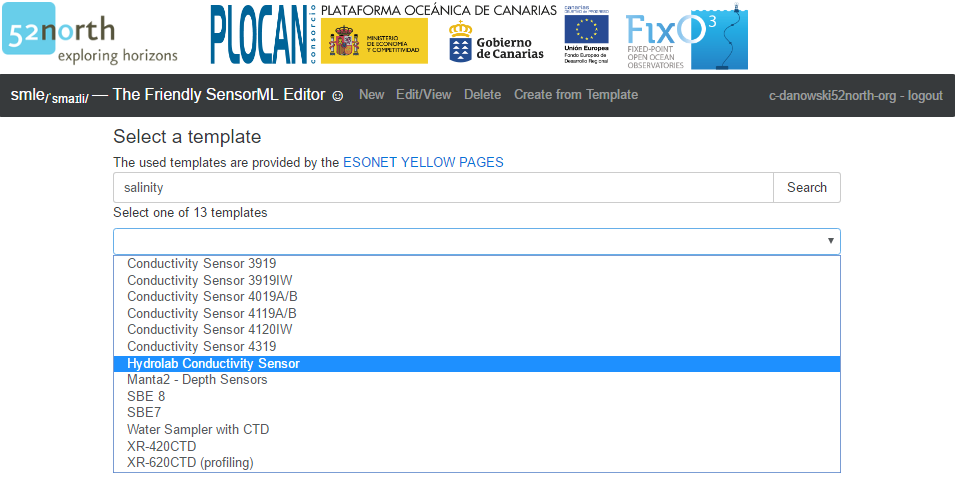 52north
exploring horizons
PLOCAN
consorcio
PLATAFORMA OCEÁNICA DE CANARIAS
MINISTERIO
DE ECONOMÍA
Y COMPETITIVIDAD
Gobierno
de Canarias
canarias
objetivo de progreso
Unión Europea
Fondo Europeo de
Desarrollo Regional
FixO3
FIXED-POINT
OPEN OCEAN
OBSERVATORIES
smle/ˈsmaɪli/ — The Friendly SensorML Editor ☺ New Edit/View Delete Create from Template c-danowski52north-org - logout
Select a template
The used templates are provided by the ESONET YELLOW PAGES
salinity Search
Select one of 13 templates
Conductivity Sensor 3919
Conductivity Sensor 3919IW
Conductivity Sensor 4019A/B
Conductivity Sensor 4119A/B
Conductivity Sensor 4120IW
Conductivity Sensor 4319
Hydrolab Conductivity Sensor
Manta2 - Depth Sensors
SBE 8
SBE7
Water Sampler with CTD
XR-420CTD
XR-620CTD (profiling)